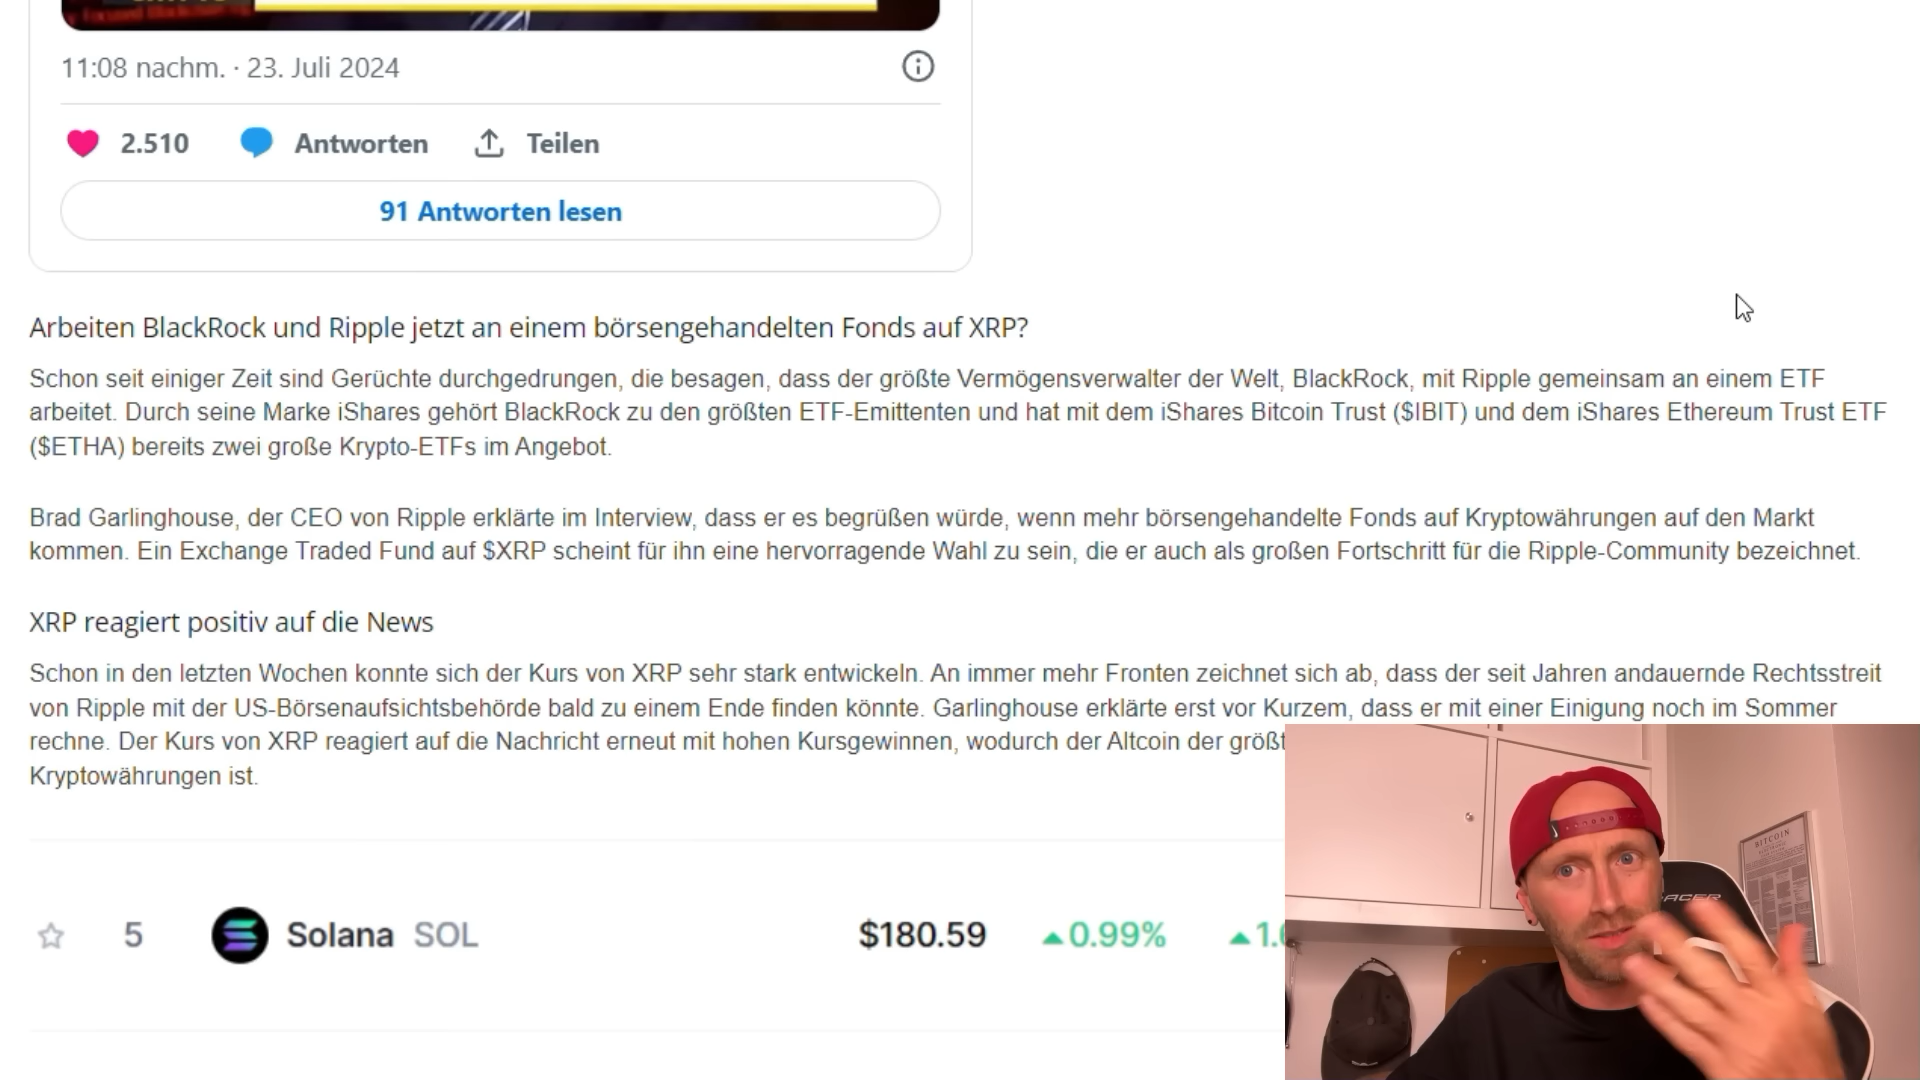 11:08 nachm. · 23. Juli 2024
2.510 Antworten Teilen
91 Antworten lesen
Arbeiten BlackRock und Ripple jetzt an einem börsengehandelten Fonds auf XRP?
Schon seit einiger Zeit sind Gerüchte durchgedrungen, die besagen, dass der größte Vermögensverwalter der Welt, BlackRock, mit Ripple gemeinsam an einem ETF
arbeitet. Durch seine Marke iShares gehört BlackRock zu den größten ETF-Emittenten und hat mit dem iShares Bitcoin Trust ($IBIT) und dem iShares Ethereum Trust ETF
($ETHA) bereits zwei große Krypto-ETFs im Angebot.
Brad Garlinghouse, der CEO von Ripple erklärte im Interview, dass er es begrüßen würde, wenn mehr börsengehandelte Fonds auf Kryptowährungen auf den Markt
kommen. Ein Exchange Traded Fund auf $XRP scheint für ihn eine hervorragende Wahl zu sein, die er auch als großen Fortschritt für die Ripple-Community bezeichnet.
XRP reagiert positiv auf die News
Schon in den letzten Wochen konnte sich der Kurs von XRP sehr stark entwickeln. An immer mehr Fronten zeichnet sich ab, dass der seit Jahren andauernde Rechtsstreit
von Ripple mit der US-Börsenaufsichtsbehörde bald zu einem Ende finden könnte. Garlinghouse erklärte erst vor Kurzem, dass er mit einer Einigung noch im Sommer
rechne. Der Kurs von XRP reagiert auf die Nachricht erneut mit hohen Kursgewinnen, wodurch der Altcoin der größt
Kryptowährungen ist.
5 Solana SOL $180.59 0.99% 1.
BITCOIN